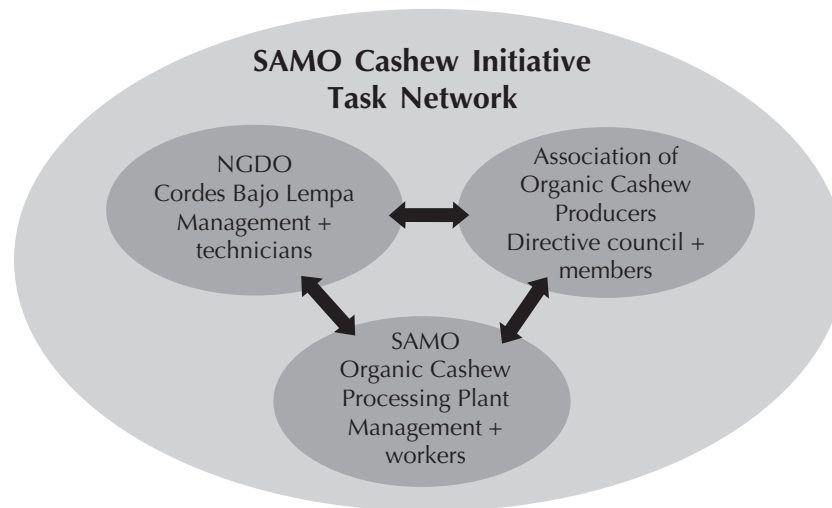 SAMO Cashew Initiative
Task Network
NGDO
Cordes Bajo Lempa
Management +
technicians
Association of
Organic Cashew
Producers
Directive council +
members
SAMO
Organic Cashew
Processing Plant
Management +
workers